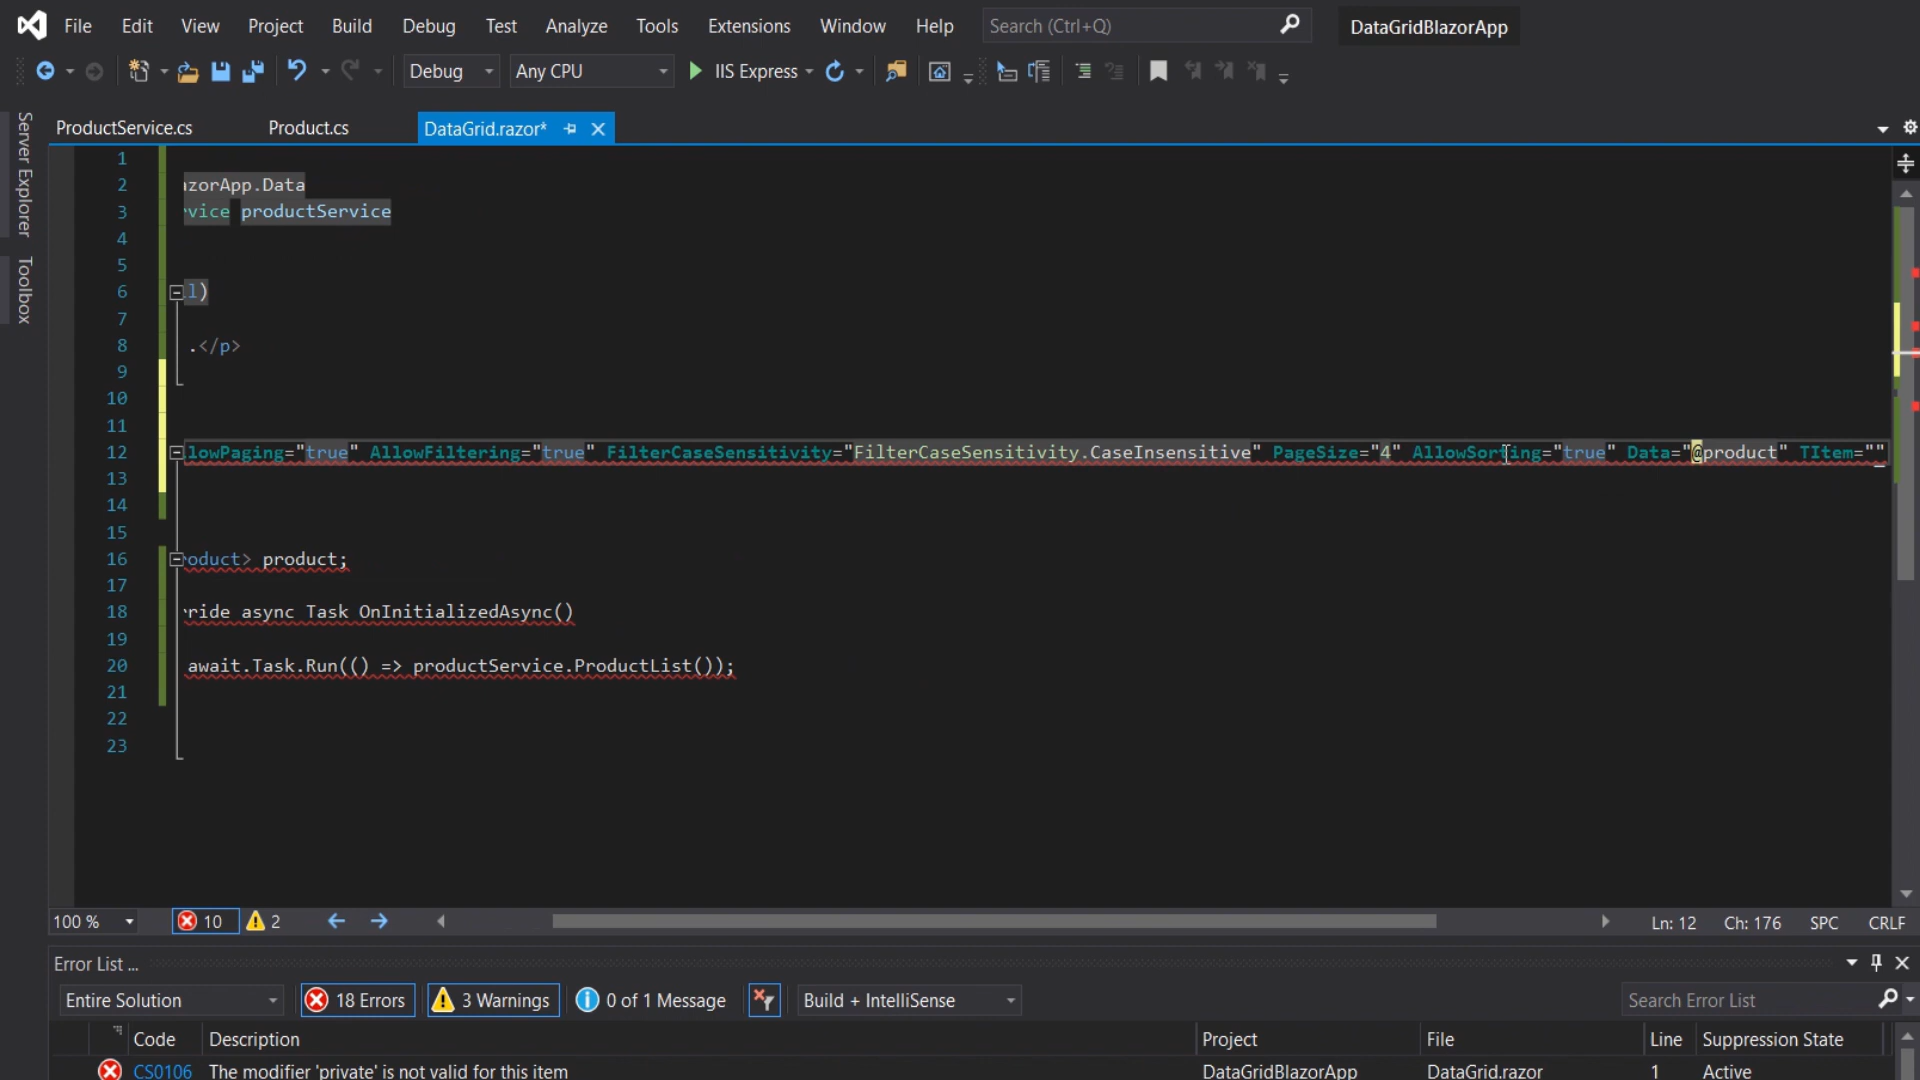 File Edit View Project Build Debug Test Tools Analyze Extensions Window Help Search (Ctrl+Q) DataGridBlazorApp
Debug Any CPU IIS Express
Server Explorer
Toolbox
ProductService.cs Product.cs DataGrid.razor*
1
2 azorApp.Data
3 rvice productService
4
5
6 l)
7
8 .</p>
9
10
11
12 lowPaging="true" AllowFiltering="true" FilterCaseSensitivity="FilterCaseSensitivity.CaseInsensitive" PageSize="4" AllowSorting="true" Data="@product" TItem=""
13
14
15
16 roduct> product;
17
18 ride async Task OnInitializedAsync()
19
20 await.Task.Run(() => productService.ProductList());
21
22
23
100 % 10 2 Ln: 12 Ch: 176 SPC CRLF
Error List ...
Entire Solution 18 Errors 3 Warnings 0 of 1 Message Build + IntelliSense Search Error List
Code Description Project File Line Suppression State
CS0106 The modifier 'private' is not valid for this item DataGridBlazorApp DataGrid.razor 1 Active